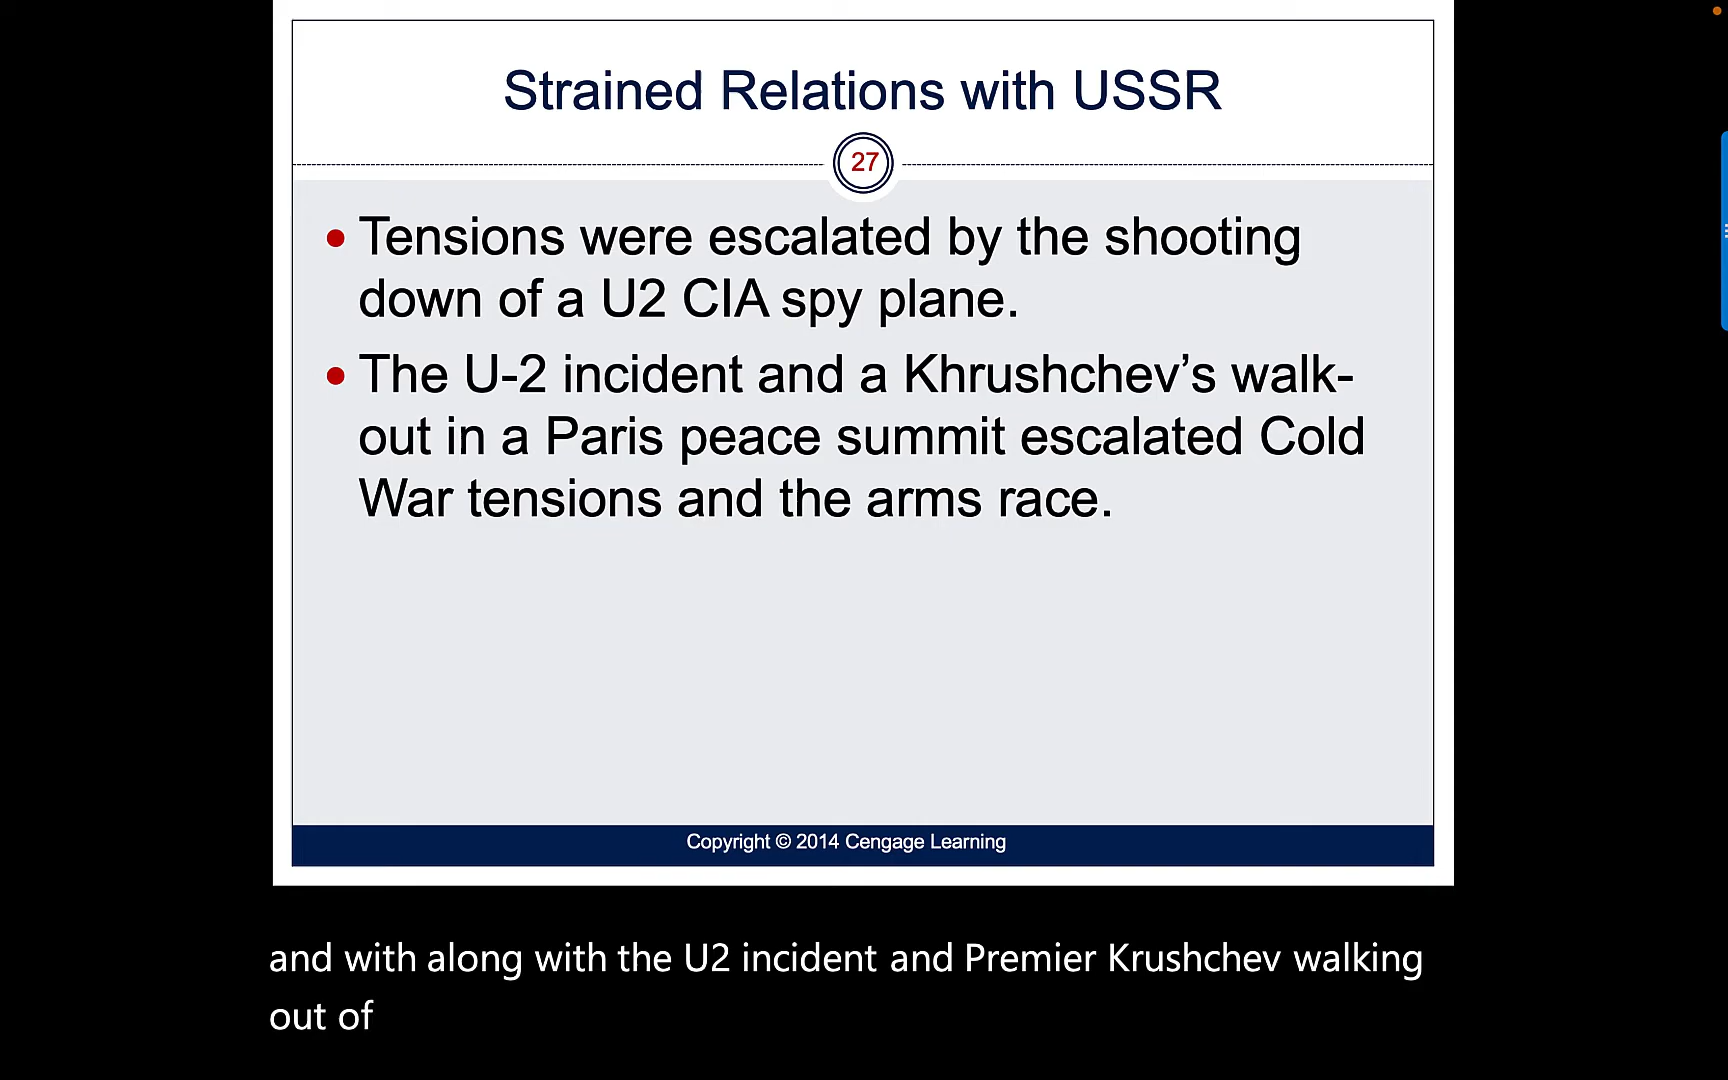 Strained Relations with USSR
27
• Tensions were escalated by the shooting
down of a U2 CIA spy plane.
• The U-2 incident and a Khrushchev’s walk-
out in a Paris peace summit escalated Cold
War tensions and the arms race.
Copyright © 2014 Cengage Learning
and with along with the U2 incident and Premier Krushchev walking
out of